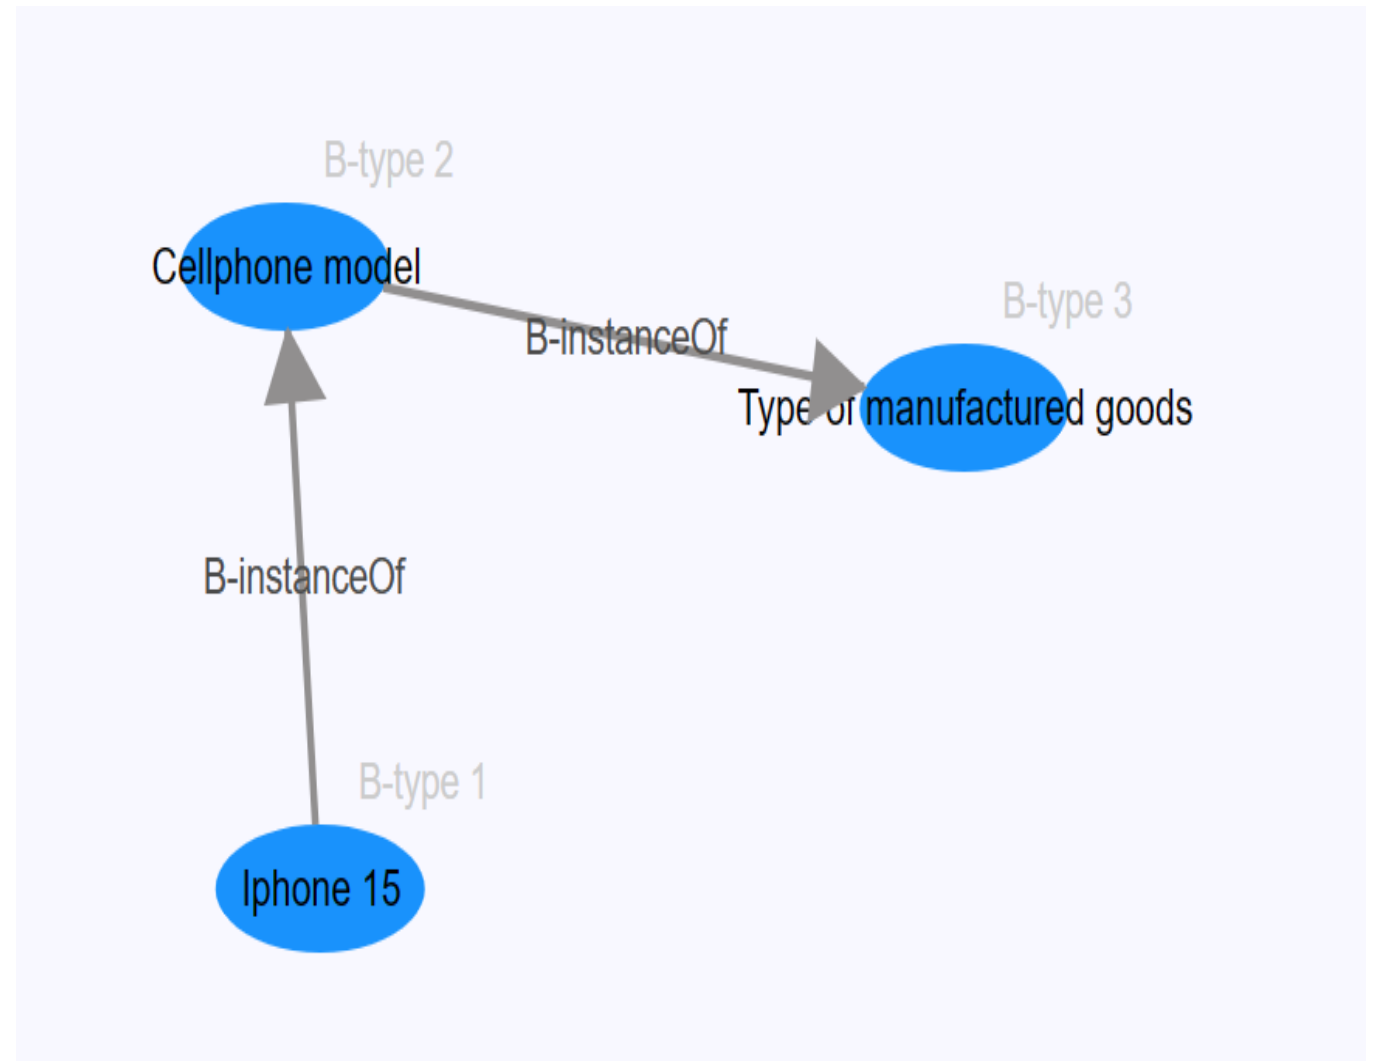 B-type 2
Cellphone model
B-type 3
B-instanceOf
Type of manufactured goods
B-instanceOf
B-type 1
Iphone 15